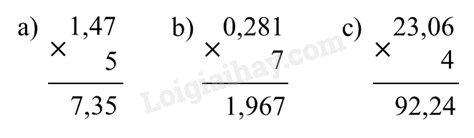 a) 1,47 b) 0,281 c) 23,06
× 5 × 7 × 4
7,35 1,967 92,24
Loigiaihay.com